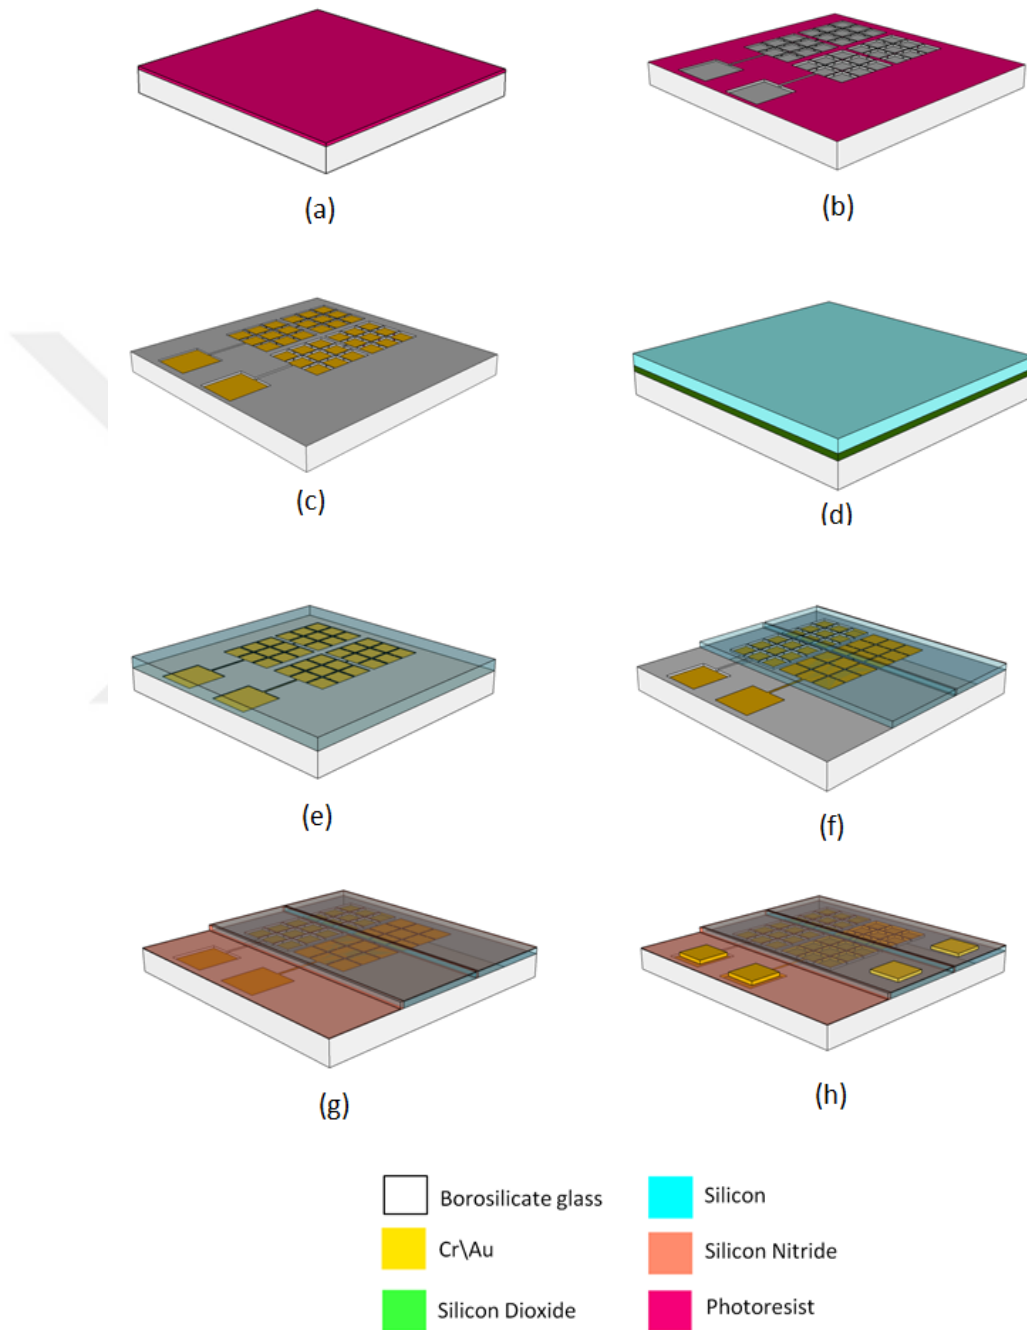 (a)
(b)
(c)
(d)
(e)
(f)
(g)
(h)
Borosilicate glass
Silicon
Cr\Au
Silicon Nitride
Silicon Dioxide
Photoresist